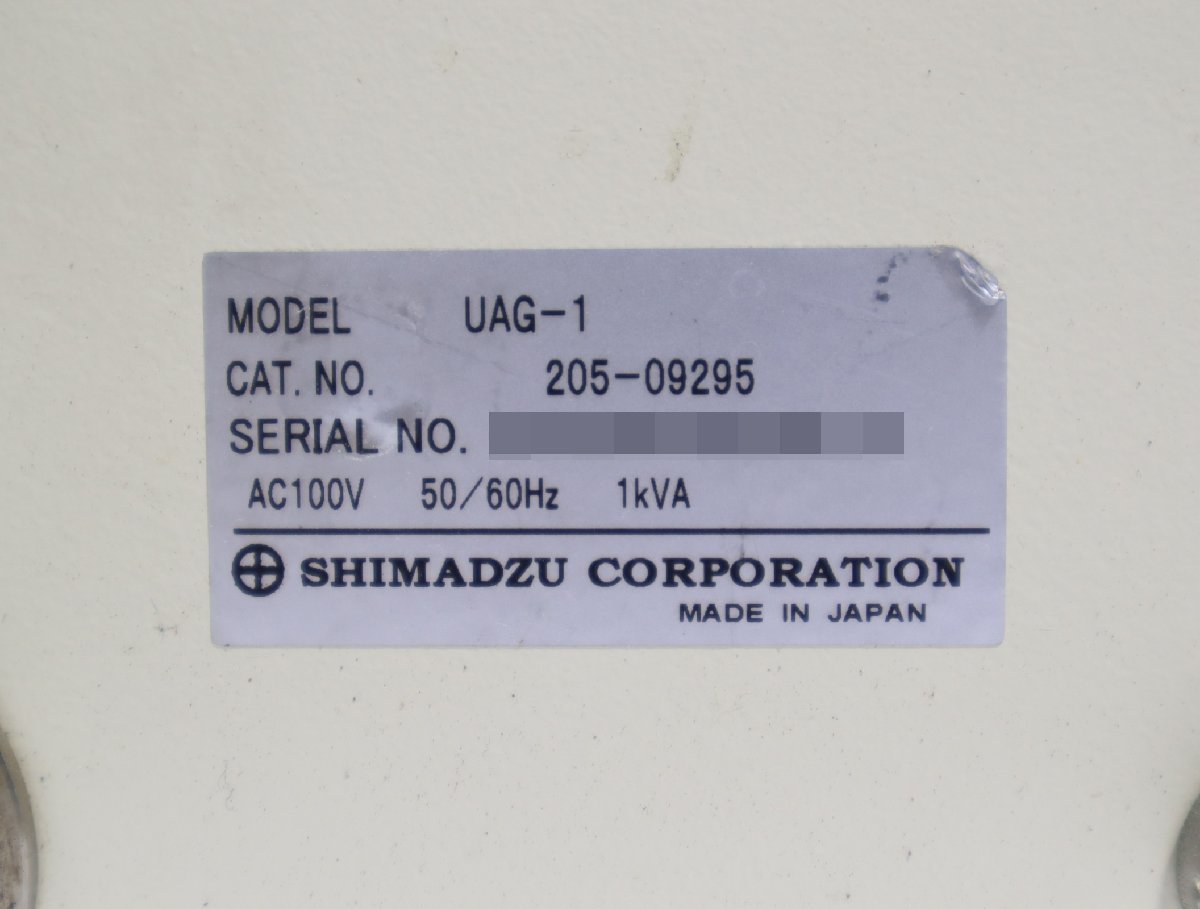 MODEL UAG-1
CAT. NO. 205-09295
SERIAL NO.
AC100V 50/60Hz 1kVA
SHIMADZU CORPORATION
MADE IN JAPAN